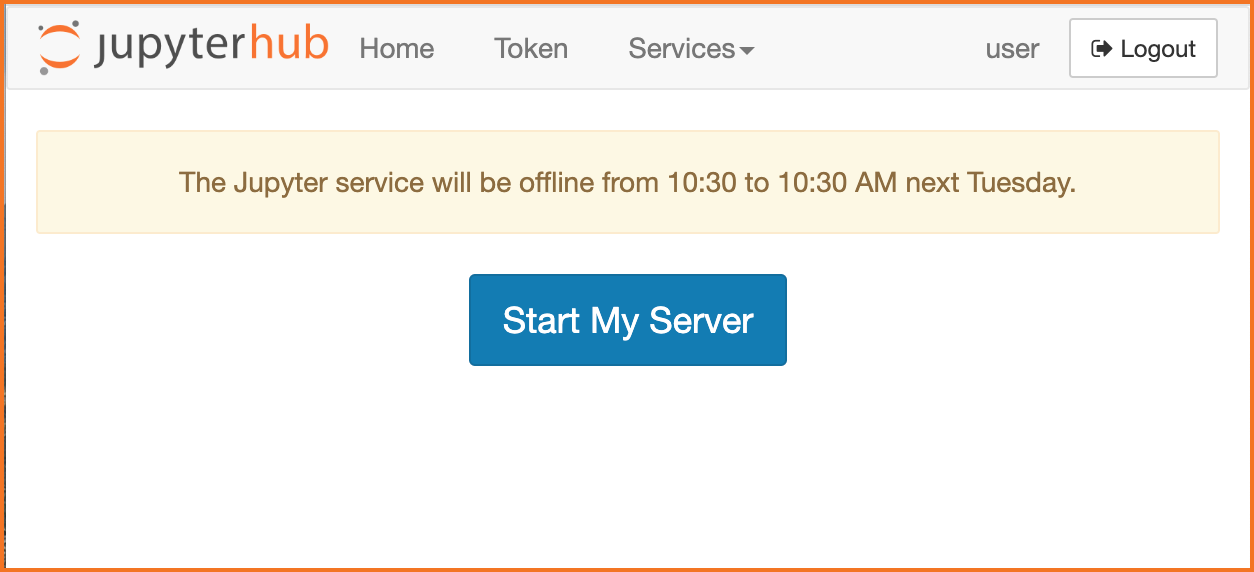 jupyterhub Home Token Services user Logout
The Jupyter service will be offline from 10:30 to 10:30 AM next Tuesday.
Start My Server